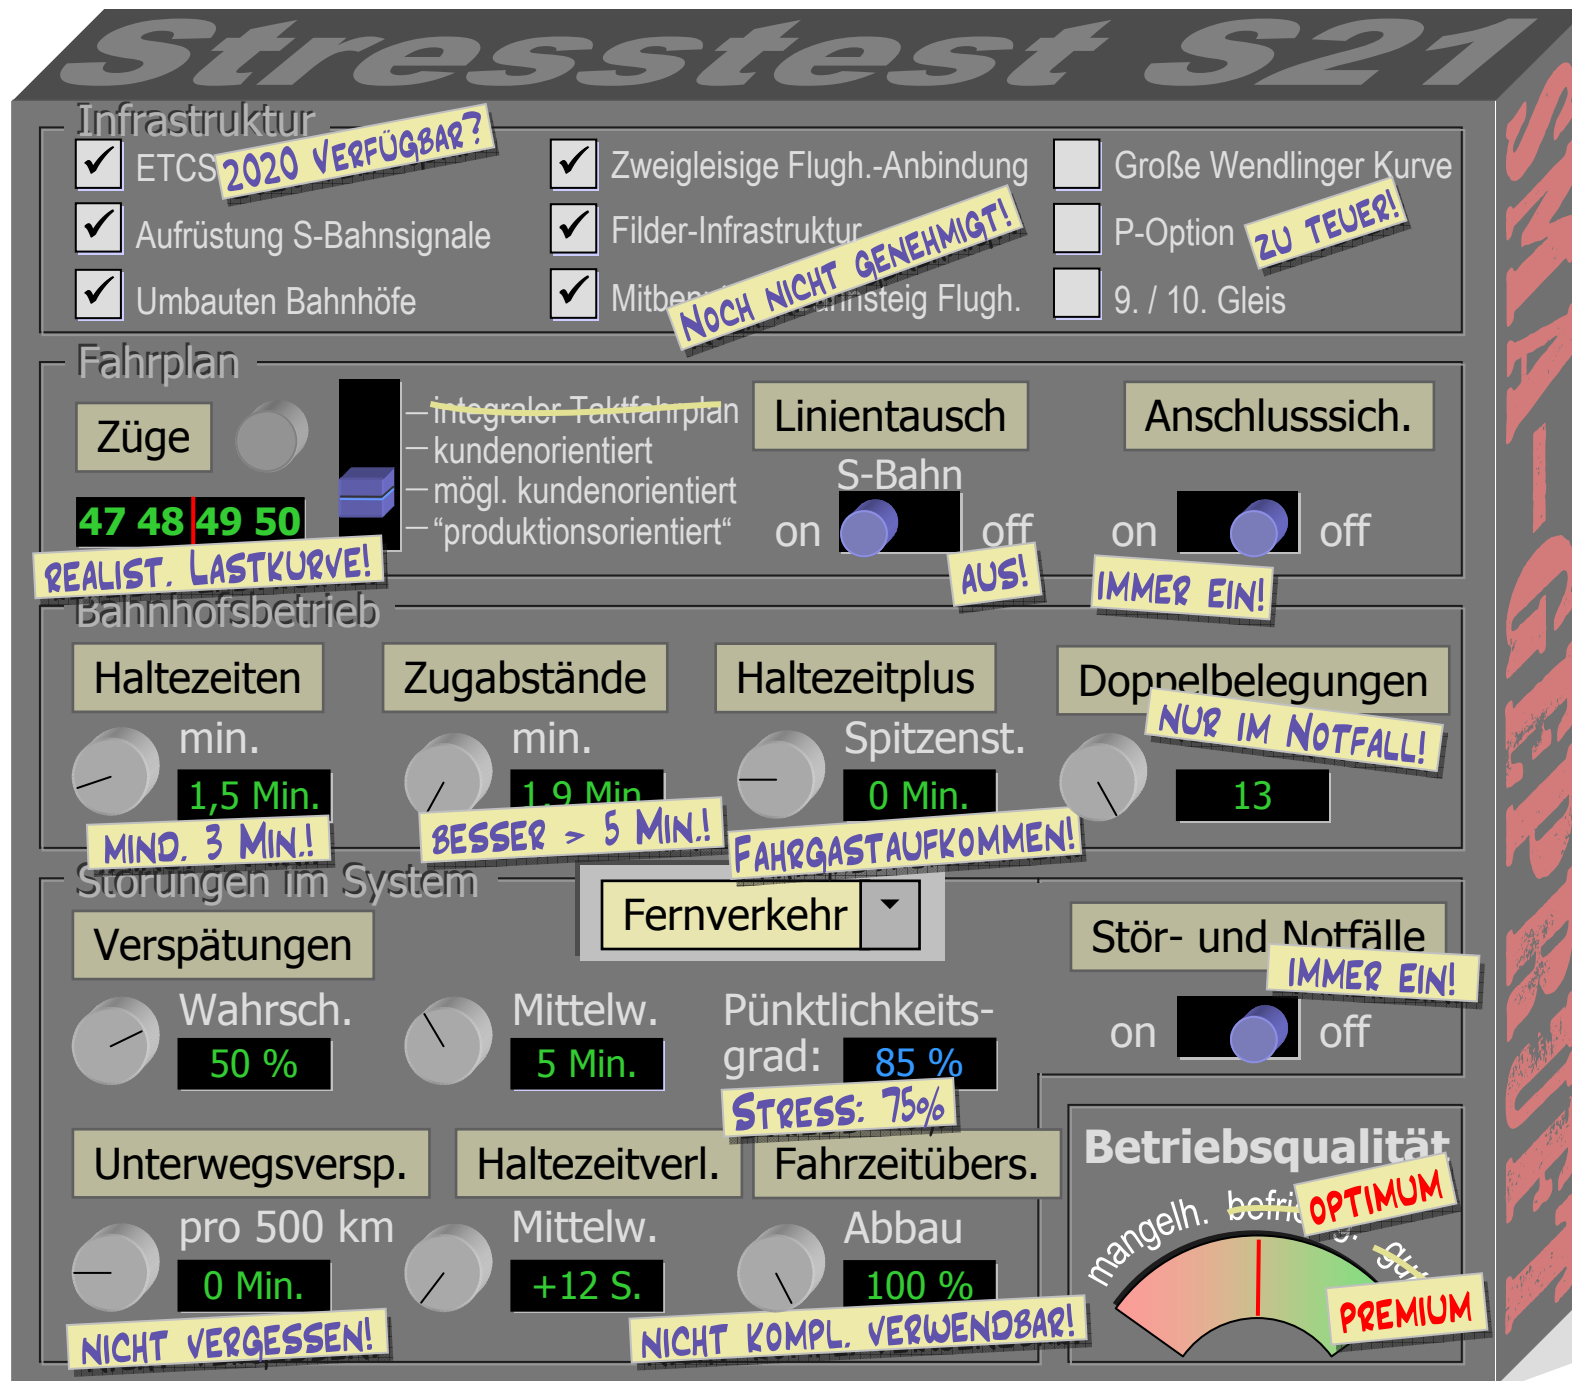 Stresstest S21
SMA-GEPRÜFT
Infrastruktur
ETCS
2020 VERFÜGBAR?
Zweigleisige Flugh.-Anbindung
Große Wendlinger Kurve
Aufrüstung S-Bahnsignale
Filder-Infrastruktur
P-Option
ZU TEUER!
Umbauten Bahnhöfe
NOCH NICHT GENEHMIGT!
Flugh.
9. / 10. Gleis
Fahrplan
Züge
47 48 49 50
REALIST. LASTKURVE!
integraler Taktfahrplan
kundenorientiert
mögl. kundenorientiert
“produktionsorientiert“
Linientausch
S-Bahn
on off
AUS!
Anschlusssich.
on off
IMMER EIN!
Bahnhofsbetrieb
Haltezeiten
min.
1,5 Min.
MIND. 3 MIN.!
Zugabstände
min.
1,9 Min.
BESSER > 5 MIN.!
Haltezeitplus
Spitzenst.
0 Min.
FAHRGASTAUFKOMMEN!
Doppelbelegungen
NUR IM NOTFALL!
13
Störungen im System
Fernverkehr
Verspätungen
Wahrsch.
50 %
Mittelw.
5 Min.
Pünktlichkeits-
grad: 85 %
STRESS: 75%
Stör- und Notfälle
IMMER EIN!
on off
Unterwegsversp.
pro 500 km
0 Min.
NICHT VERGESSEN!
Haltezeitverl.
Mittelw.
+12 S.
Fahrzeitübers.
Abbau
100 %
NICHT KOMPL. VERWENDBAR!
Betriebsqualität
mangelh.
OPTIMUM
gut
PREMIUM